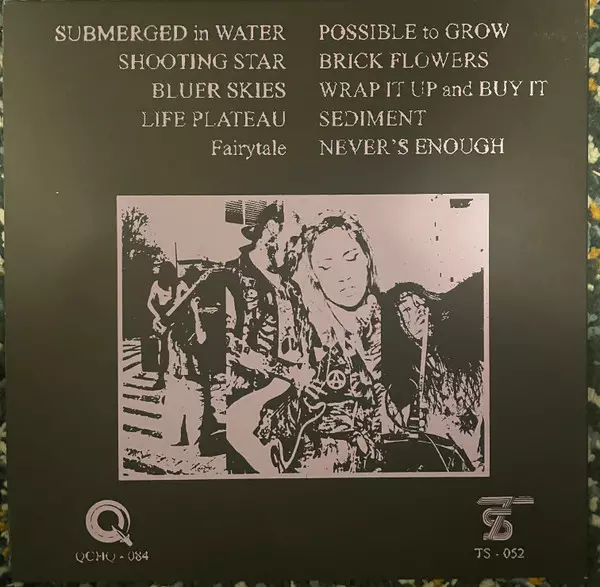 SUBMERGED in WATER
SHOOTING STAR
BLUER SKIES
LIFE PLATEAU
Fairytale
POSSIBLE to GROW
BRICK FLOWERS
WRAP IT UP and BUY IT
SEDIMENT
NEVER'S ENOUGH
Q
QCHQ - 084
TS - 052